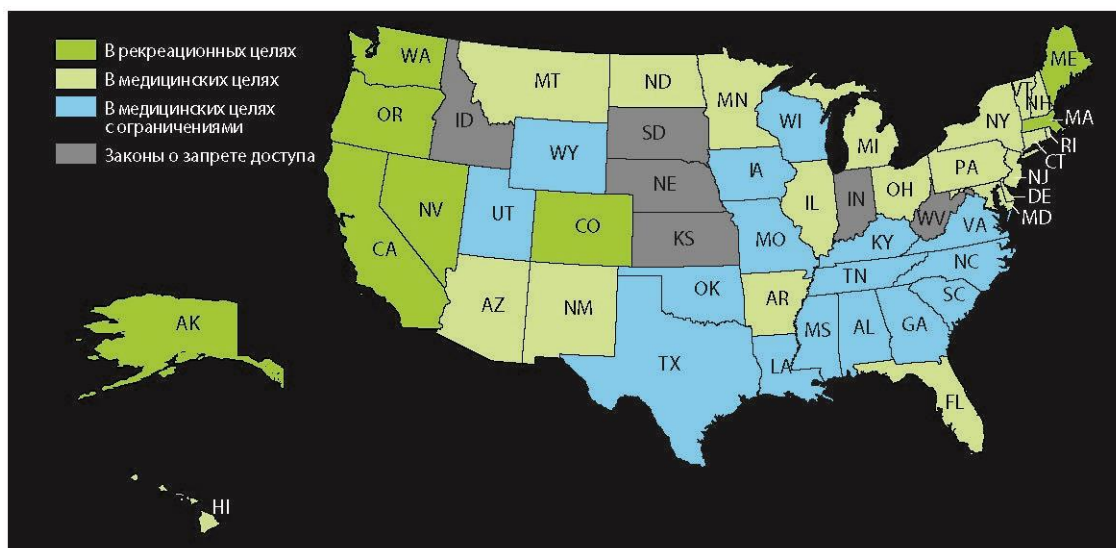 В рекреационных целях
В медицинских целях
В медицинских целях
с ограничениями
Законы о запрете доступа
WA
OR
CA
NV
ID
MT
WY
UT
CO
AZ
NM
ND
SD
NE
KS
OK
TX
MN
IA
MO
AR
LA
WI
IL
MI
IN
OH
KY
TN
MS
AL
GA
FL
SC
NC
VA
WV
PA
NY
VT
NH
ME
MA
RI
CT
NJ
DE
MD
AK
HI